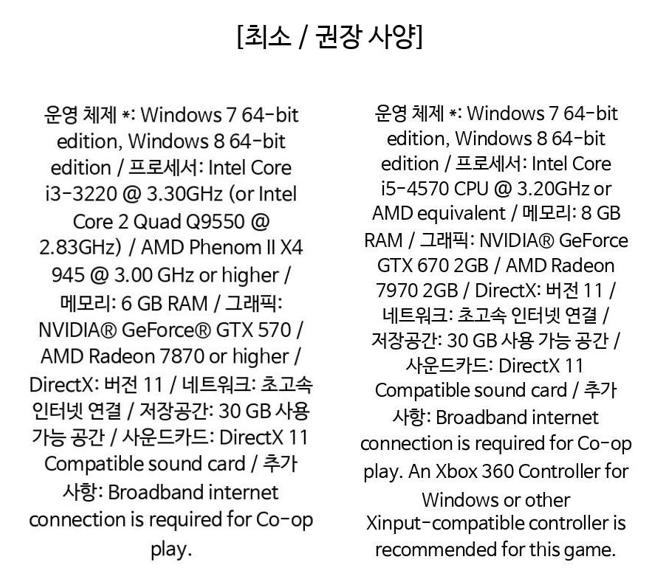 [최소 / 권장 사양]
운영 체제 *: Windows 7 64-bit
edition, Windows 8 64-bit
edition / 프로세서: Intel Core
i3-3220 @ 3.30GHz (or Intel
Core 2 Quad Q9550 @
2.83GHz) / AMD Phenom II X4
945 @ 3.00 GHz or higher /
메모리: 6 GB RAM / 그래픽:
NVIDIA® GeForce® GTX 570 /
AMD Radeon 7870 or higher /
DirectX: 버전 11 / 네트워크: 초고속
인터넷 연결 / 저장공간: 30 GB 사용
가능 공간 / 사운드카드: DirectX 11
Compatible sound card / 추가
사항: Broadband internet
connection is required for Co-op
play.
운영 체제 *: Windows 7 64-bit
edition, Windows 8 64-bit
edition / 프로세서: Intel Core
i5-4570 CPU @ 3.20GHz or
AMD equivalent / 메모리: 8 GB
RAM / 그래픽: NVIDIA® GeForce
GTX 670 2GB / AMD Radeon
7970 2GB / DirectX: 버전 11 /
네트워크: 초고속 인터넷 연결 /
저장공간: 30 GB 사용 가능 공간 /
사운드카드: DirectX 11
Compatible sound card / 추가
사항: Broadband internet
connection is required for Co-op
play. An Xbox 360 Controller for
Windows or other
Xinput-compatible controller is
recommended for this game.